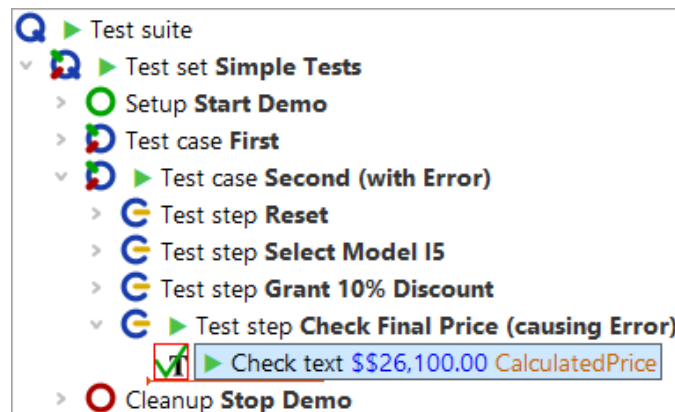 Test suite
Test set Simple Tests
Setup Start Demo
Test case First
Test case Second (with Error)
Test step Reset
Test step Select Model I5
Test step Grant 10% Discount
Test step Check Final Price (causing Error)
Check text $$26,100.00 CalculatedPrice
Cleanup Stop Demo